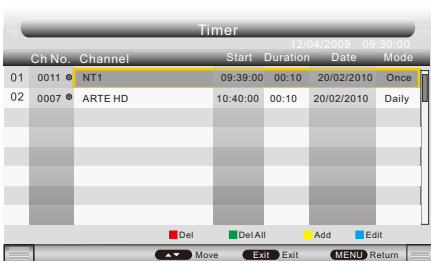 Timer
12/04/2009 09:30:00
Ch No. Channel Start Duration Date Mode
01 0011 NT1 09:39:00 00:10 20/02/2010 Once
02 0007 ARTE HD 10:40:00 00:10 20/02/2010 Daily
Del Del All Add Edit
Move Exit Exit MENU Return